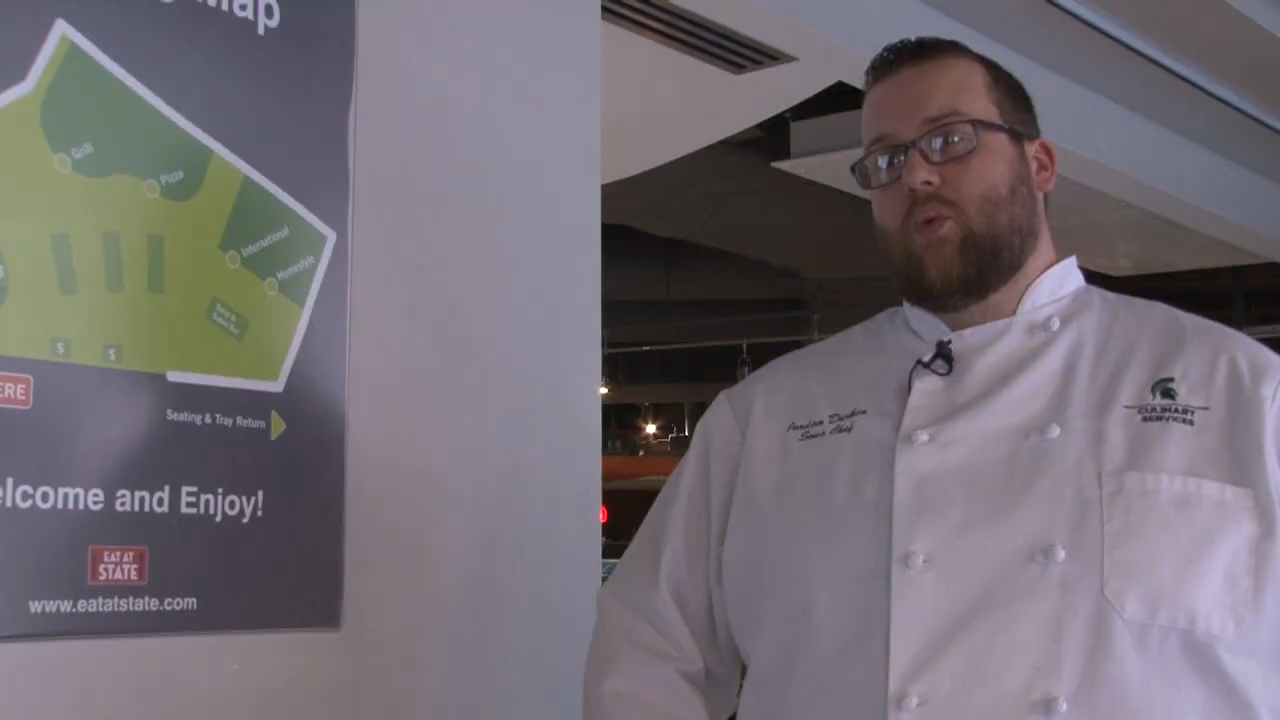 Map
Grill
Pizza
International
Homestyle
$
$
ERE
Seating & Tray Return
elcome and Enjoy!
EAT AT
STATE
www.eatatstate.com
Sous Chef
CULINARY
SERVICES